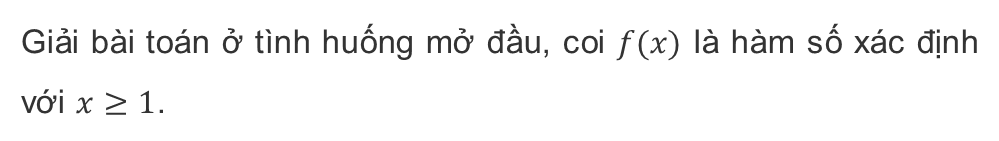 Giải bài toán ở tình huống mở đầu, coi f(x) là hàm số xác định
với x ≥ 1.